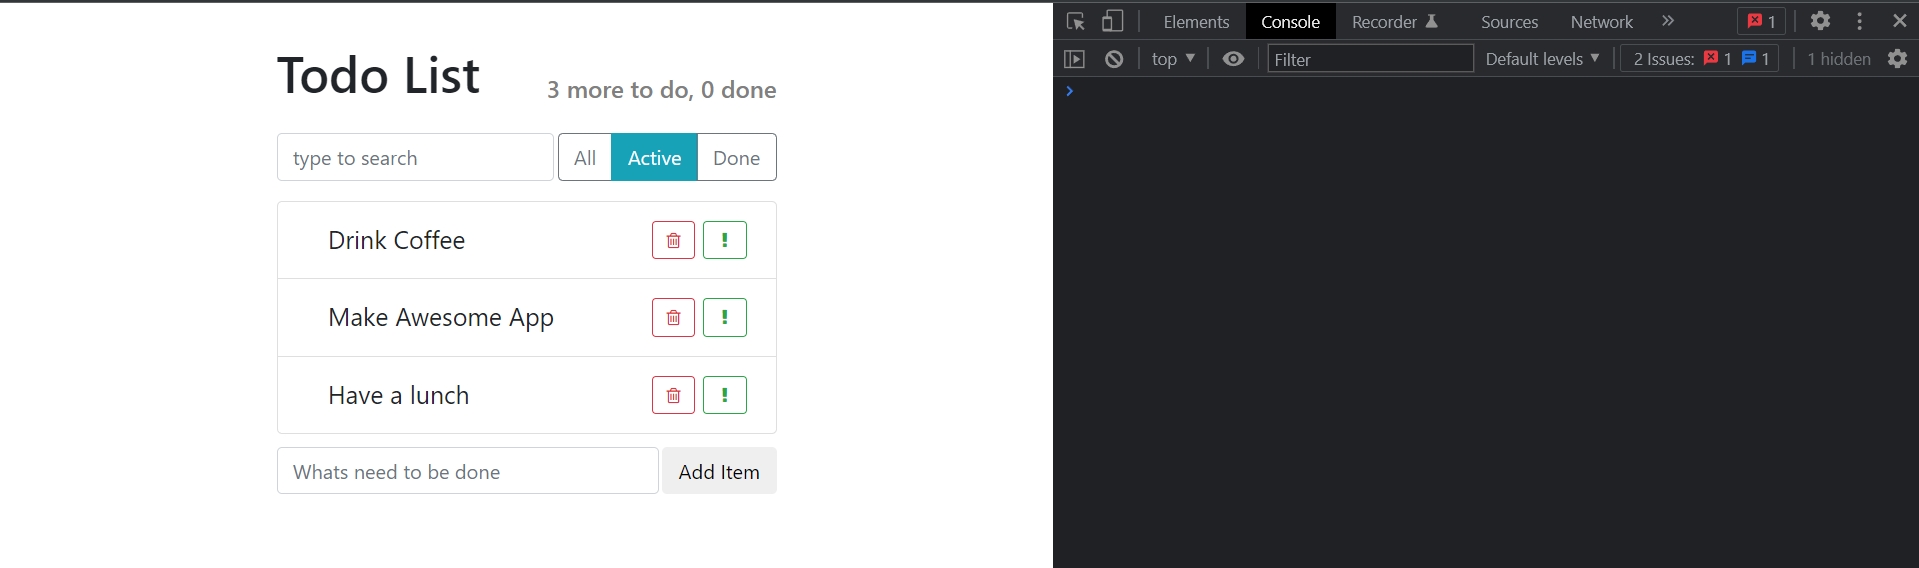 Todo List
3 more to do, 0 done
type to search
All Active Done
Drink Coffee
!
Make Awesome App
!
Have a lunch
!
Whats need to be done
Add Item
Elements Console Recorder Sources Network » 1
top ▼ Filter Default levels ▼ 2 Issues: 1 1 1 hidden